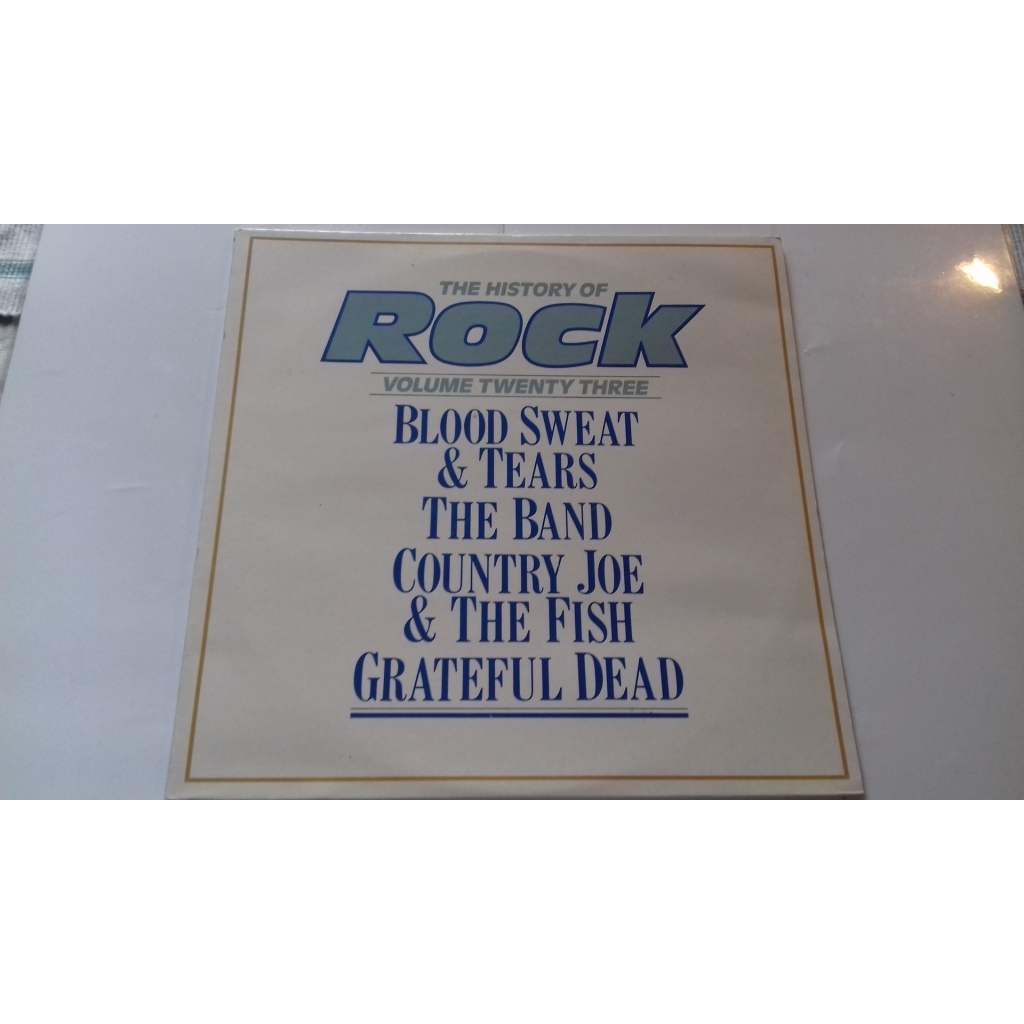 THE HISTORY OF
ROCK
VOLUME TWENTY THREE
BLOOD SWEAT
& TEARS
THE BAND
COUNTRY JOE
& THE FISH
GRATEFUL DEAD